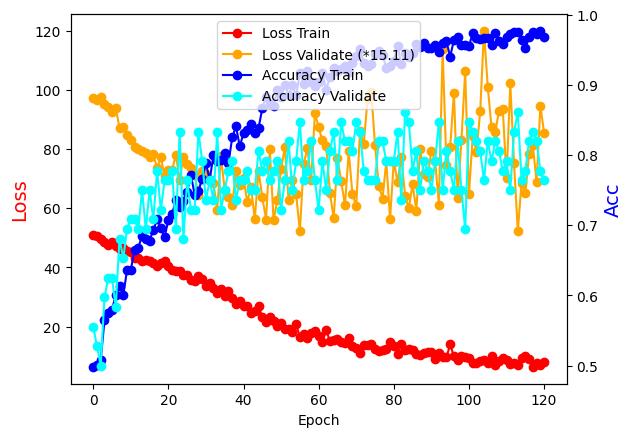 Loss Train
Loss Validate (*15.11)
Accuracy Train
Accuracy Validate
120
100
80
60
40
20
Loss
1.0
0.9
0.8
0.7
0.6
0.5
Acc
0 20 40 60 80 100 120
Epoch